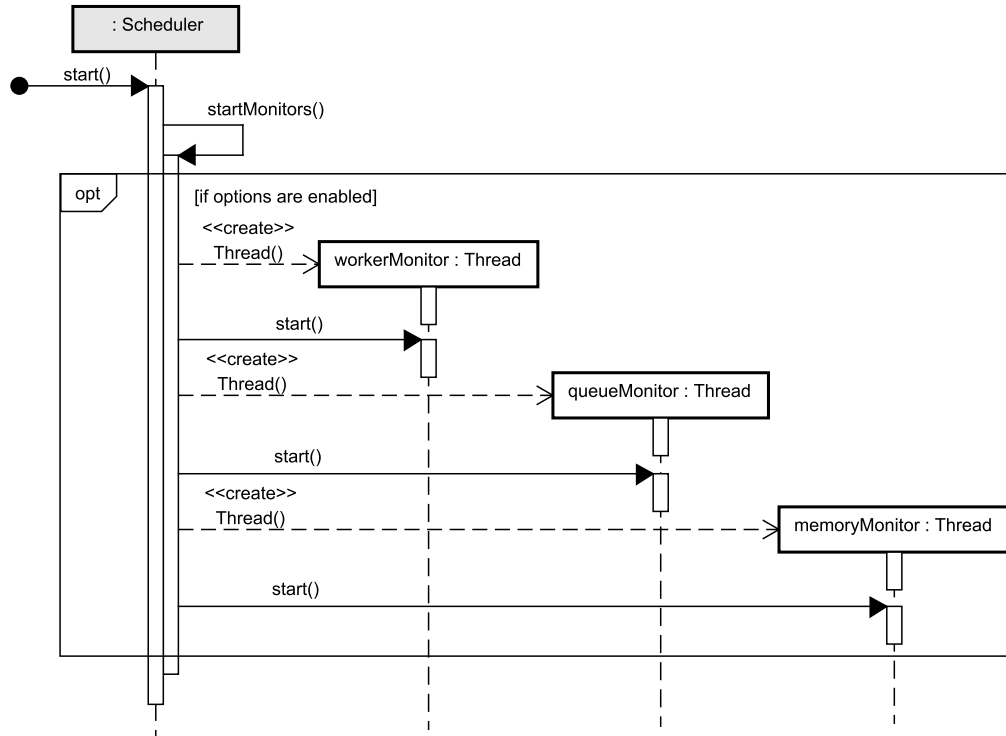 : Scheduler
start()
startMonitors()
opt
[if options are enabled]
<<create>>
Thread()
workerMonitor : Thread
start()
<<create>>
Thread()
queueMonitor : Thread
start()
<<create>>
Thread()
memoryMonitor : Thread
start()